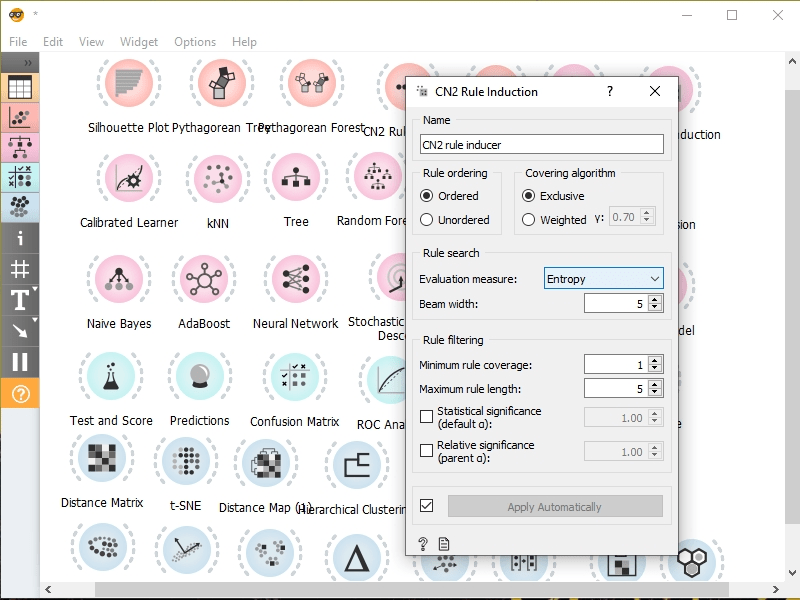 *
File Edit View Widget Options Help
Silhouette Plot
Pythagorean Tree
Pythagorean Forest
CN2 Rul
duction
Calibrated Learner
kNN
Tree
Random Fore
sion
Naive Bayes
AdaBoost
Neural Network
Stochastic
Desc
del
Test and Score
Predictions
Confusion Matrix
ROC Ana
e
Distance Matrix
t-SNE
Distance Map (1)
Hierarchical Clusterin
CN2 Rule Induction
?
Name
CN2 rule inducer
Rule ordering
Ordered
Unordered
Covering algorithm
Exclusive
Weighted γ: 0.70
Rule search
Evaluation measure: Entropy
Beam width: 5
Rule filtering
Minimum rule coverage: 1
Maximum rule length: 5
Statistical significance
(default α): 1.00
Relative significance
(parent α): 1.00
Apply Automatically
?